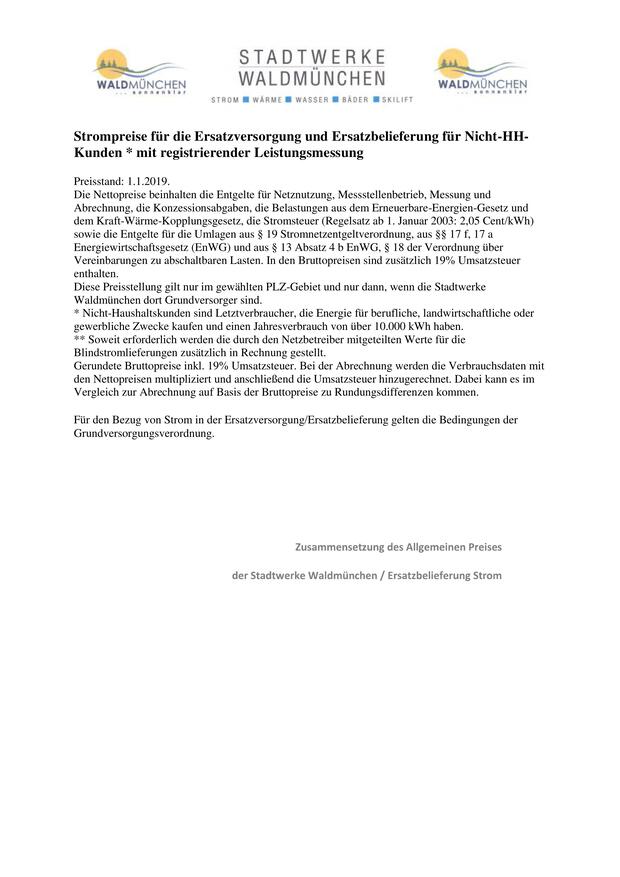 WALDMÜNCHEN
... sonnenklar
STADTWERKE
WALDMÜNCHEN
STROM ■ WÄRME ■ WASSER ■ BÄDER ■ SKILIFT
WALDMÜNCHEN
... sonnenklar
Strompreise für die Ersatzversorgung und Ersatzbelieferung für Nicht-HH-
Kunden * mit registrierender Leistungsmessung
Preisstand: 1.1.2019.
Die Nettopreise beinhalten die Entgelte für Netznutzung, Messstellenbetrieb, Messung und
Abrechnung, die Konzessionsabgaben, die Belastungen aus dem Erneuerbare-Energien-Gesetz und
dem Kraft-Wärme-Kopplungsgesetz, die Stromsteuer (Regelsatz ab 1. Januar 2003: 2,05 Cent/kWh)
sowie die Entgelte für die Umlagen aus § 19 Stromnetzentgeltverordnung, aus §§ 17 f, 17 a
Energiewirtschaftsgesetz (EnWG) und aus § 13 Absatz 4 b EnWG, § 18 der Verordnung über
Vereinbarungen zu abschaltbaren Lasten. In den Bruttopreisen sind zusätzlich 19% Umsatzsteuer
enthalten.
Diese Preisstellung gilt nur im gewählten PLZ-Gebiet und nur dann, wenn die Stadtwerke
Waldmünchen dort Grundversorger sind.
* Nicht-Haushaltskunden sind Letztverbraucher, die Energie für berufliche, landwirtschaftliche oder
gewerbliche Zwecke kaufen und einen Jahresverbrauch von über 10.000 kWh haben.
** Soweit erforderlich werden die durch den Netzbetreiber mitgeteilten Werte für die
Blindstromlieferungen zusätzlich in Rechnung gestellt.
Gerundete Bruttopreise inkl. 19% Umsatzsteuer. Bei der Abrechnung werden die Verbrauchsdaten mit
den Nettopreisen multipliziert und anschließend die Umsatzsteuer hinzugerechnet. Dabei kann es im
Vergleich zur Abrechnung auf Basis der Bruttopreise zu Rundungsdifferenzen kommen.
Für den Bezug von Strom in der Ersatzversorgung/Ersatzbelieferung gelten die Bedingungen der
Grundversorgungsverordnung.
Zusammensetzung des Allgemeinen Preises
der Stadtwerke Waldmünchen / Ersatzbelieferung Strom